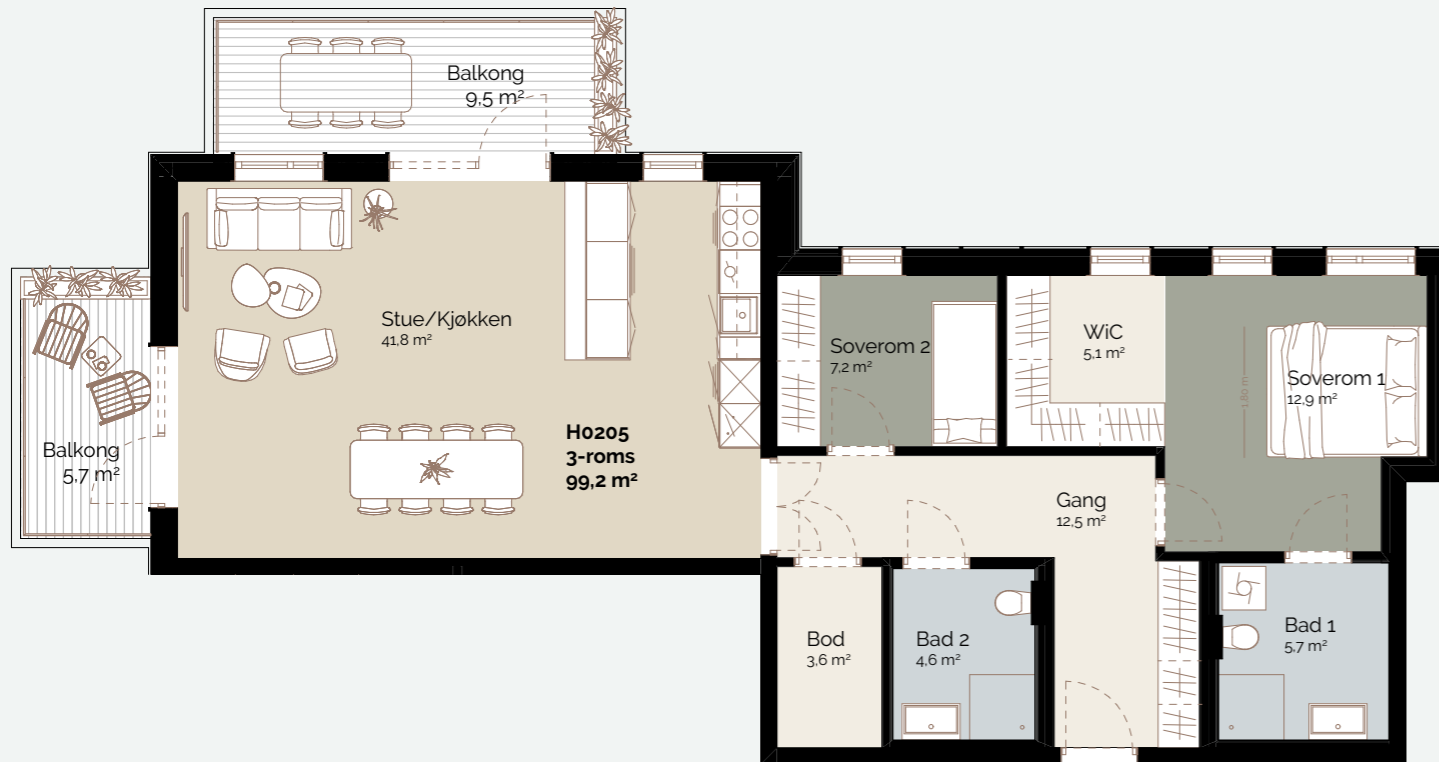 Balkong
9,5 m²
Stue/Kjøkken
41,8 m²
Balkong
5,7 m²
H0205
3-roms
99,2 m²
Soverom 2
7,2 m²
WiC
5,1 m²
1,80 m
Soverom 1
12,9 m²
Gang
12,5 m²
Bod
3,6 m²
Bad 2
4,6 m²
Bad 1
5,7 m²